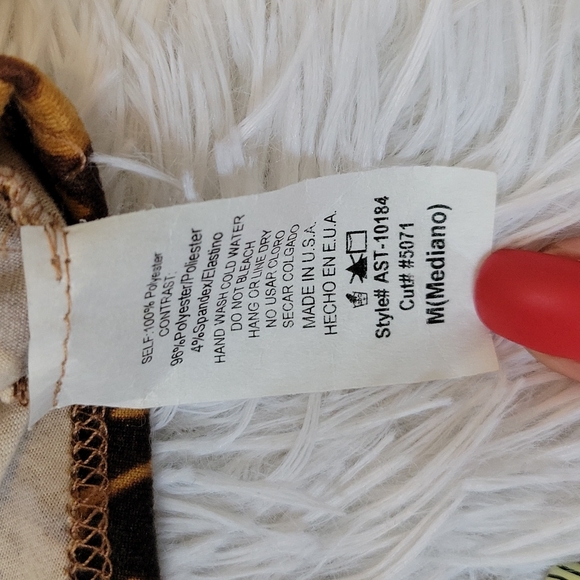 SELF:100% Polyester
CONTRAST:
96%Polyester/Poliester
4%Spandex/Elastino
HAND WASH COLD WATER
DO NOT BLEACH
HANG OR LINE DRY
NO USAR CLORO
SECAR COLGADO
MADE IN U.S.A.
HECHO EN E.U.A.
Style# AST-10184
Cut# #5071
M(Mediano)